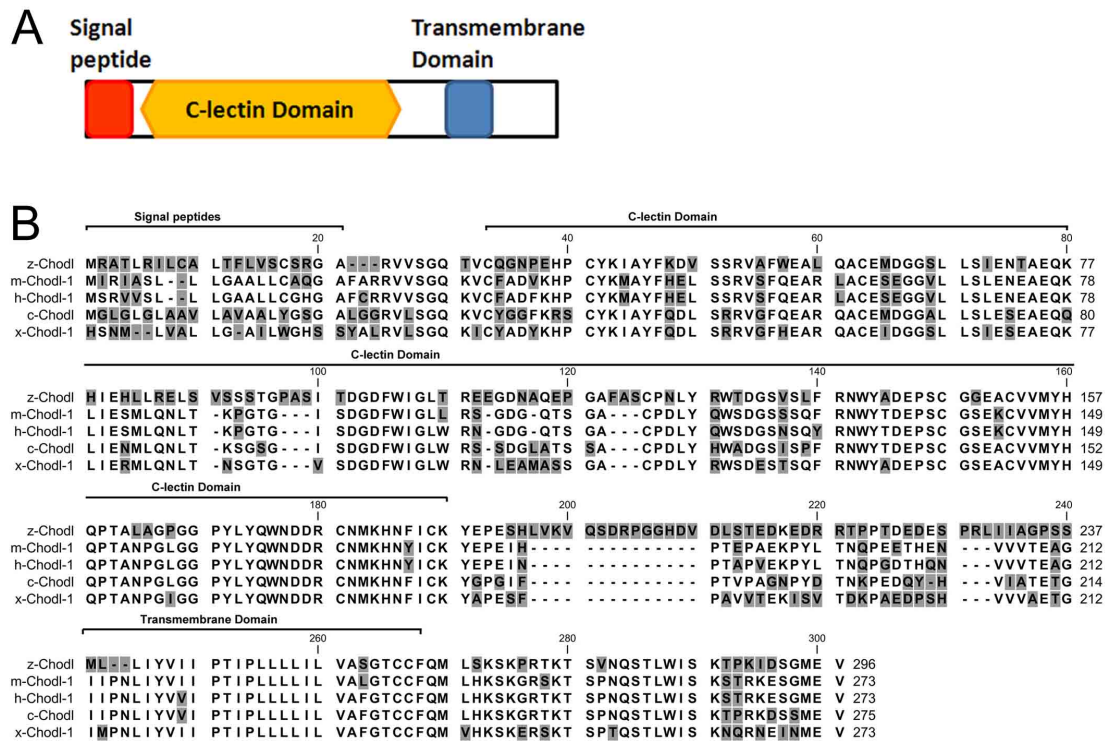 A
Signal peptide
Transmembrane Domain
C-lectin Domain
B
Signal peptides C-lectin Domain
20 40 60 80
z-Chodl MRATLRILCA LTFLVSCSRG A---RVVSGQ TVCQGNPEHP CYKIAYFKDV SSRVAFWEAL QACEMDGGSL LSIENTAEQK 77
m-Chodl-1 MIRIASL--L LGAALLCAQG AFARRVVSGQ KVCFADVKHP CYKMAYFHEL SSRVSFQEAR LACESEGGVL LSLENEAEQK 78
h-Chodl-1 MSRVVSL--L LGAALLCGHG AFCRRVVSGQ KVCFADFKHP CYKMAYFHEL SSRVSFQEAR LACESEGGVL LSLENEAEQK 78
c-Chodl MGLGLGLAAV LAVAALYGSG ALGGRVLSGQ KVCYGGFKRS CYKIAYFQDL SRRVGFQEAR QACEMDGGAL LSLESEAEQQ 80
x-Chodl-1 HSNM--LVAL LG-AILWGHS SYALRVLSGQ KICYADYKHP CYKIAYFQDL SRRVGFHEAR QACEIDGGSL LSIESEAEQK 77
C-lectin Domain
100 120 140 160
z-Chodl HIEHLLRELS VSSSTGPASI TDGDFWIGLT REEGDNAQEP GAFASCPNLY RWTDGSVSLF RNWYADEPSC GGEACVVMYH 157
m-Chodl-1 LIESMLQNLT -KPGTG---I SDGDFWIGLL RS-GDG-QTSG GA---CPDLY QWSDGSSSQF RNWYTDEPSC GSEKCVVMYH 149
h-Chodl-1 LIESMLQNLT -KPGTG---I SDGDFWIGLW RN-GDG-QTSG GA---CPDLY QWSDGSNSQY RNWYTDEPSC GSEKCVVMYH 149
c-Chodl LIENMLQNLT -KSGSG---I SDGDFWIGLW RS-SDGLATS SA---CPDLY HWADGSISPF RNWYADEPSC GSEACVVMYH 152
x-Chodl-1 LIERMLQNLT -NSGTG---V SDGDFWIGLW RN-LEAMASS GA---CPDLY RWSDESTSQF RNWYADEPSC GSEACVVMYH 149
C-lectin Domain
180 200 220 240
z-Chodl QPTALAGPGG PYLYQWNDDR CNMKHNFICK YEPESHLVKV QSDRPGGHDV DLSTEDKEDR RTPPTDEDES PRLIIAGPSS 237
m-Chodl-1 QPTANPGLGG PYLYQWNDDR CNMKHNYICK YEPEIH---- ---------- PTEPAEKPYL TNQPEETHEN ---VVVTEAG 212
h-Chodl-1 QPTANPGLGG PYLYQWNDDR CNMKHNYICK YEPEIN---- ---------- PTAPVEKPYL TNQPGDTHQN ---VVVTEAG 212
c-Chodl QPTANPGLGG PYLYQWNDDR CNMKHNFICK YGPGIF---- ---------- PTVPAGNPYD TNKPEDQY-H ---VIATETG 214
x-Chodl-1 QPTANPGIGG PYLYQWNDDR CNMKHNFICK YAPESF---- ---------- PAVVTEKISV TDKPAEDPSH ---VVVAETG 212
Transmembrane Domain
260 280 300
z-Chodl ML--LIYVII PTIPLLLLIL VASGTCCFQM LSKSKPRTKT SVNQSTLWIS KTPKIDSGME V 296
m-Chodl-1 IIPNLIYVII PTIPLLLLIL VALGTCCFQM LHKSKGRSKT SPNQSTLWIS KSTRKESGME V 273
h-Chodl-1 IIPNLIYVVI PTIPLLLLIL VAFGTCCFQM LHKSKGRTKT SPNQSTLWIS KSTRKESGME V 273
c-Chodl IIPNLIYVVI PTIPLLLLIL VAFGTCCFQM LHKSKGRTKT SPNQSTLWIS KTPRKDSSME V 275
x-Chodl-1 IMPNLIYVII PTIPLLLLIL VAFGTCCFQM VHKSKERSKT SPTQSTLWIS KNQRNEINME V 273